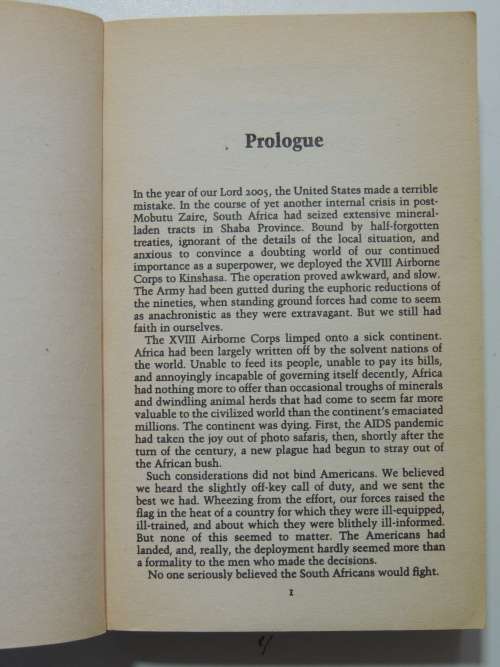 Prologue
In the year of our Lord 2005, the United States made a terrible
mistake. In the course of yet another internal crisis in post-
Mobutu Zaire, South Africa had seized extensive mineral-
laden tracts in Shaba Province. Bound by half-forgotten
treaties, ignorant of the details of the local situation, and
anxious to convince a doubting world of our continued
importance as a superpower, we deployed the XVIII Airborne
Corps to Kinshasa. The operation proved awkward, and slow.
The Army had been gutted during the euphoric reductions of
the nineties, when standing ground forces had come to seem
as anachronistic as they were extravagant. But we still had
faith in ourselves.
The XVIII Airborne Corps limped onto a sick continent.
Africa had been largely written off by the solvent nations of
the world. Unable to feed its people, unable to pay its bills,
and annoyingly incapable of governing itself decently, Africa
had nothing more to offer than occasional troughs of minerals
and dwindling animal herds that had come to seem far more
valuable to the civilized world than the continent's emaciated
millions. The continent was dying. First, the AIDS pandemic
had taken the joy out of photo safaris, then, shortly after the
turn of the century, a new plague had begun to stray out of
the African bush.
Such considerations did not bind Americans. We believed
we heard the slightly off-key call of duty, and we sent the
best we had. Wheezing from the effort, our forces raised the
flag in the heat of a country for which they were ill-equipped,
ill-trained, and about which they were blithely ill-informed.
But none of this seemed to matter. The Americans had
landed, and, really, the deployment hardly seemed more than
a formality to the men who made the decisions.
No one seriously believed the South Africans would fight.
1